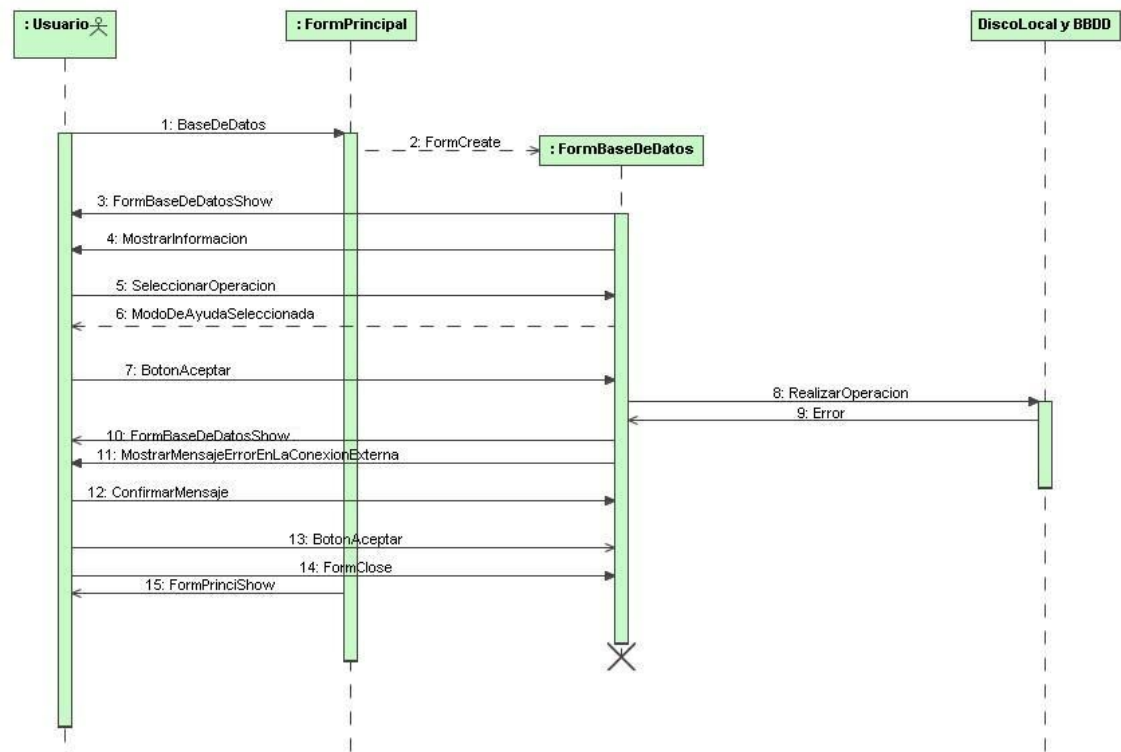 : Usuario
: FormPrincipal
DiscoLocal y BBDD
1: BaseDeDatos
2: FormCreate
: FormBaseDeDatos
3: FormBaseDeDatosShow
4: MostrarInformacion
5: SeleccionarOperacion
6: ModoDeAyudaSeleccionada
7: BotonAceptar
8: RealizarOperacion
9: Error
10: FormBaseDeDatosShow
11: MostrarMensajeErrorEnLaConexionExterna
12: ConfirmarMensaje
13: BotonAceptar
14: FormClose
15: FormPrinciShow